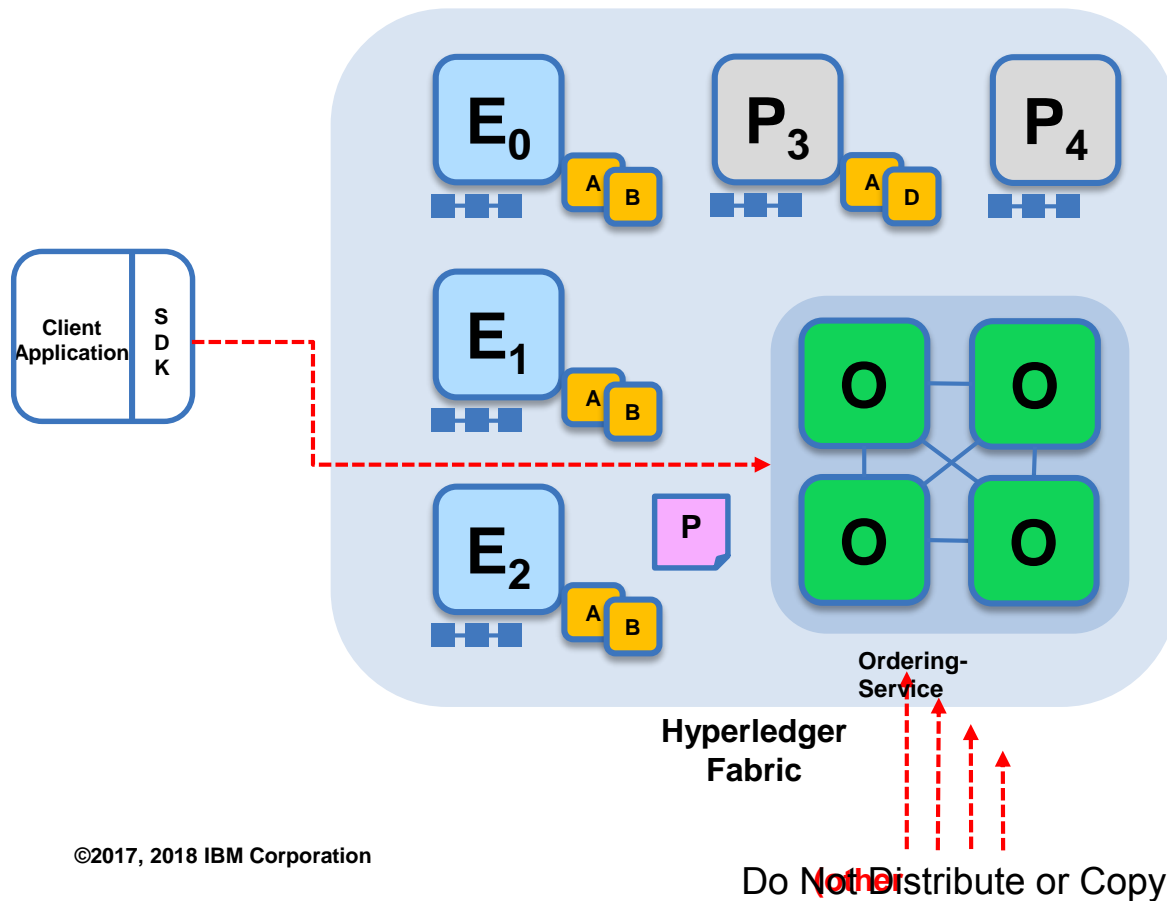 E0
P3
P4
A
B
A
D
Client
Application
S
D
K
E1
A
B
O
O
E2
A
B
P
O
O
Ordering-
Service
Hyperledger
Fabric
©2017, 2018 IBM Corporation
(other
Do Not Distribute or Copy